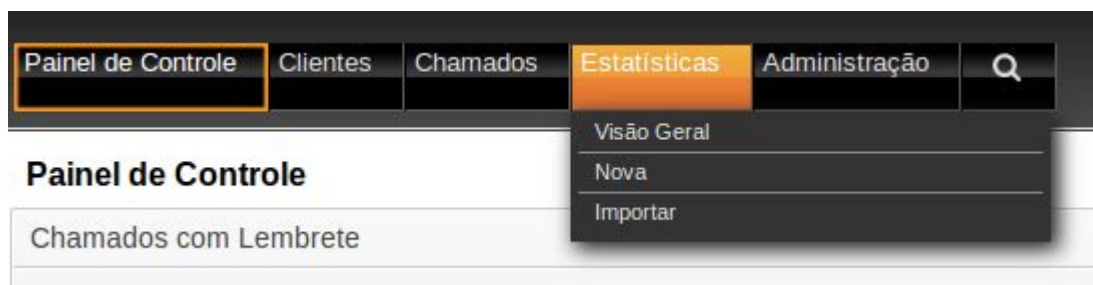 Painel de Controle Clientes Chamados Estatísticas Administração
Visão Geral
Nova
Importar
Painel de Controle
Chamados com Lembrete